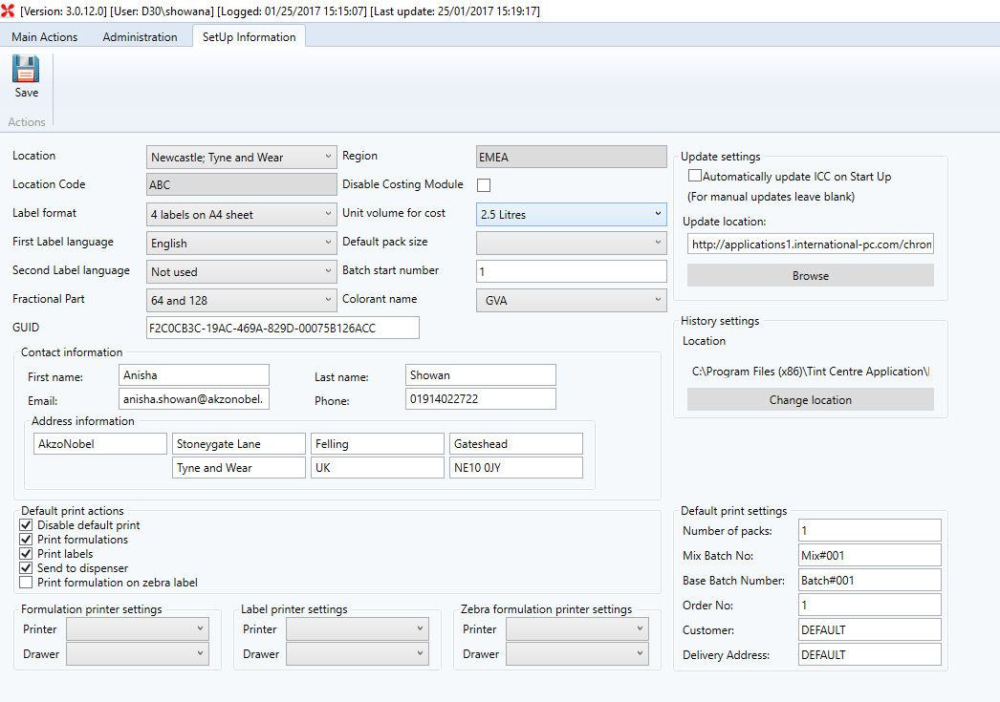 [Version: 3.0.12.0] [User: D30\showana] [Logged: 01/25/2017 15:15:07] [Last update: 25/01/2017 15:19:17]
Main Actions Administration SetUp Information
Save
Actions
Location Newcastle; Tyne and Wear Region EMEA
Location Code ABC Disable Costing Module
Label format 4 labels on A4 sheet Unit volume for cost 2.5 Litres
First Label language English Default pack size
Second Label language Not used Batch start number 1
Fractional Part 64 and 128 Colorant name GVA
GUID F2C0CB3C-19AC-469A-829D-00075B126ACC
Update settings
Automatically update ICC on Start Up
(For manual updates leave blank)
Update location:
http://applications1.international-pc.com/chron
Browse
History settings
Location
C:\Program Files (x86)\Tint Centre Application\
Change location
Contact information
First name: Anisha Last name: Showan
Email: anisha.showan@akzonobel. Phone: 01914022722
Address information
AkzoNobel Stoneygate Lane Felling Gateshead
Tyne and Wear UK NE10 0JY
Default print actions
Disable default print
Print formulations
Print labels
Send to dispenser
Print formulation on zebra label
Default print settings
Number of packs: 1
Mix Batch No: Mix#001
Base Batch Number: Batch#001
Order No: 1
Customer: DEFAULT
Delivery Address: DEFAULT
Formulation printer settings Label printer settings Zebra formulation printer settings
Printer Printer Printer
Drawer Drawer Drawer